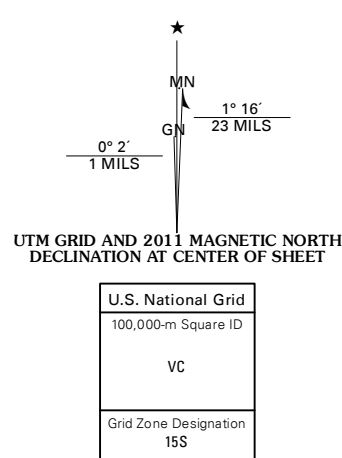 ★
MN
1° 16´
GN
23 MILS
0° 2´
1 MILS
UTM GRID AND 2011 MAGNETIC NORTH
DECLINATION AT CENTER OF SHEET
U.S. National Grid
100,000-m Square ID
VC
Grid Zone Designation
15S